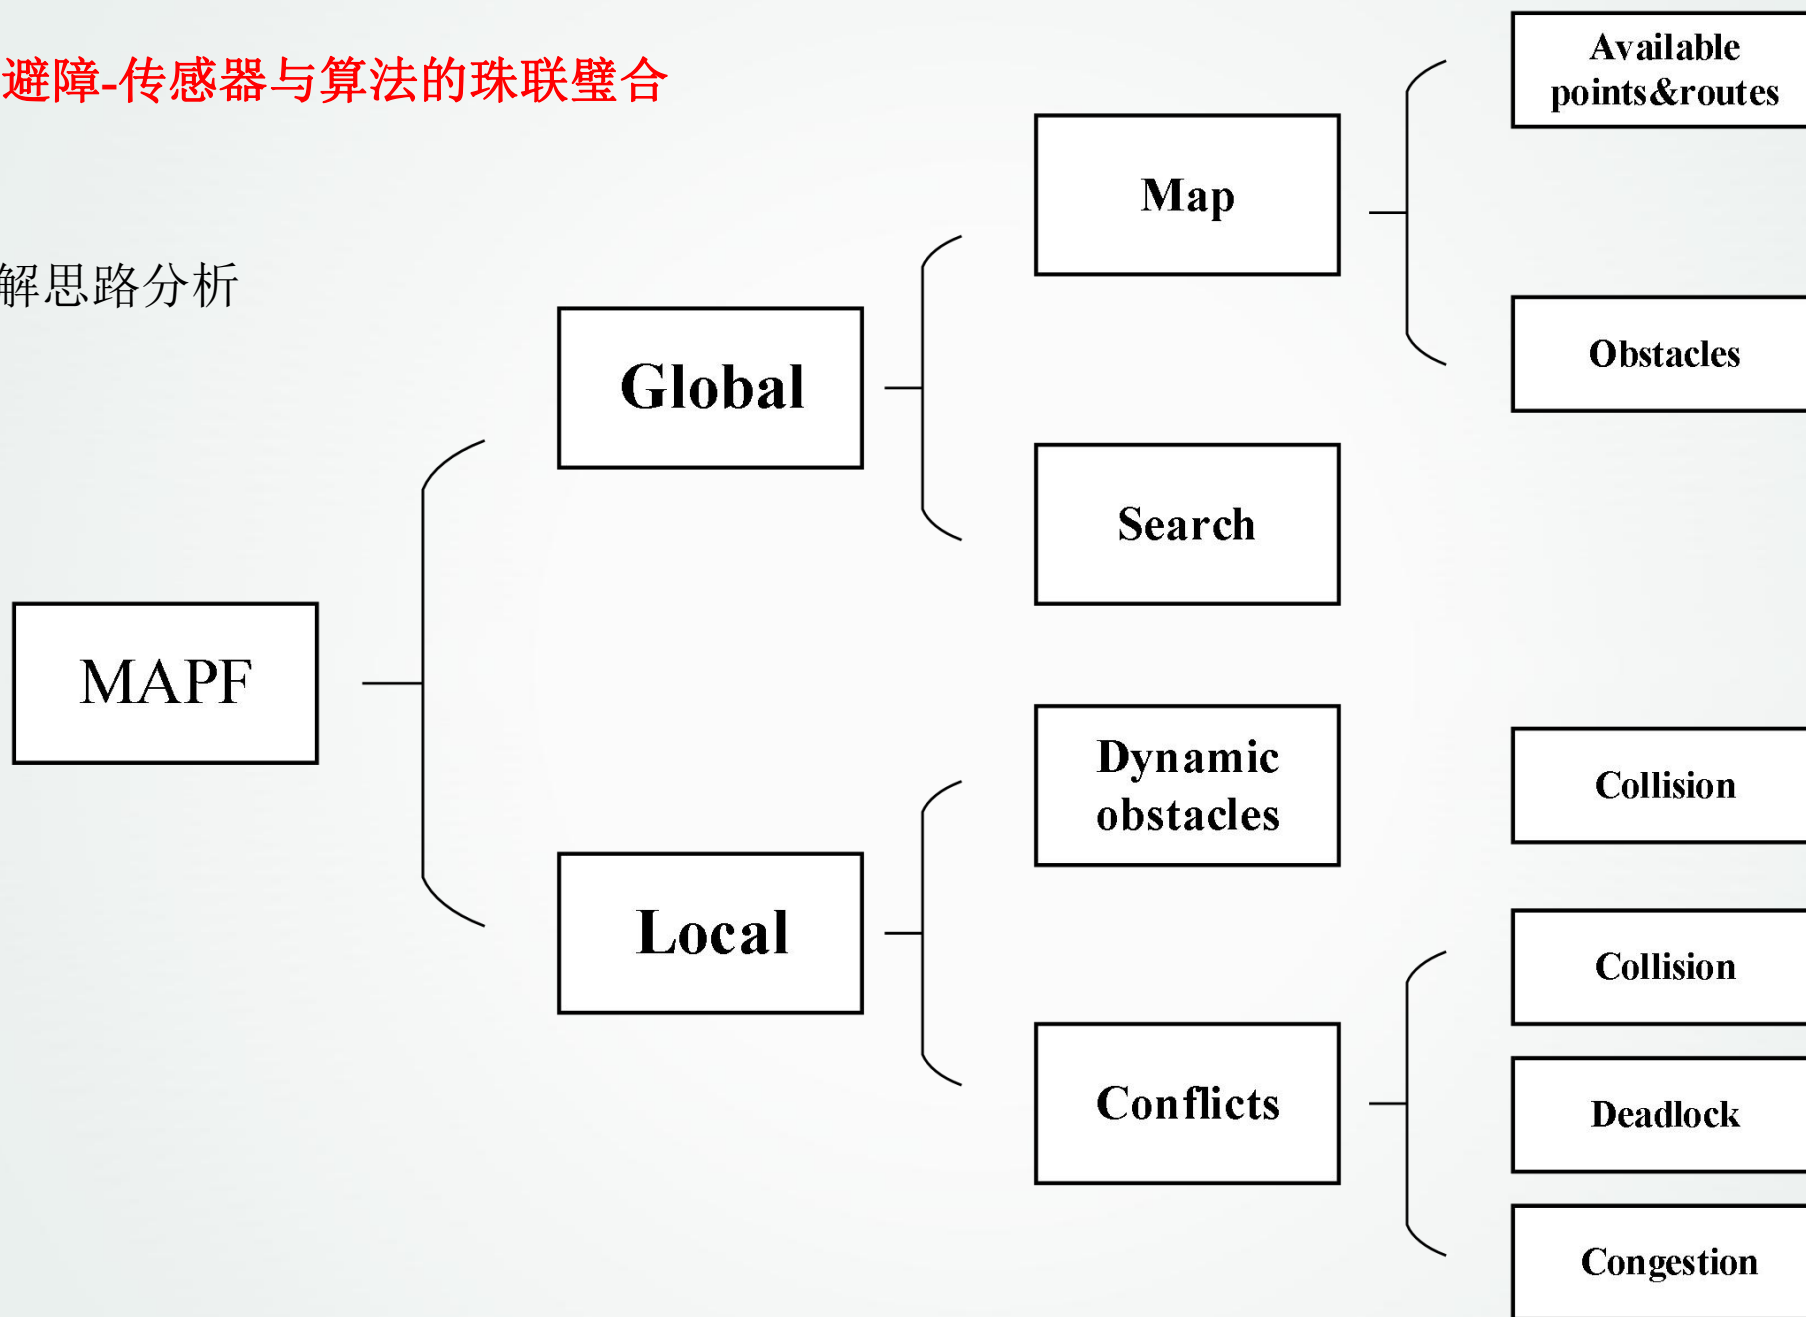 避障-传感器与算法的珠联璧合
解思路分析
MAPF
Global
Local
Map
Search
Dynamic
obstacles
Conflicts
Available
points&routes
Obstacles
Collision
Collision
Deadlock
Congestion